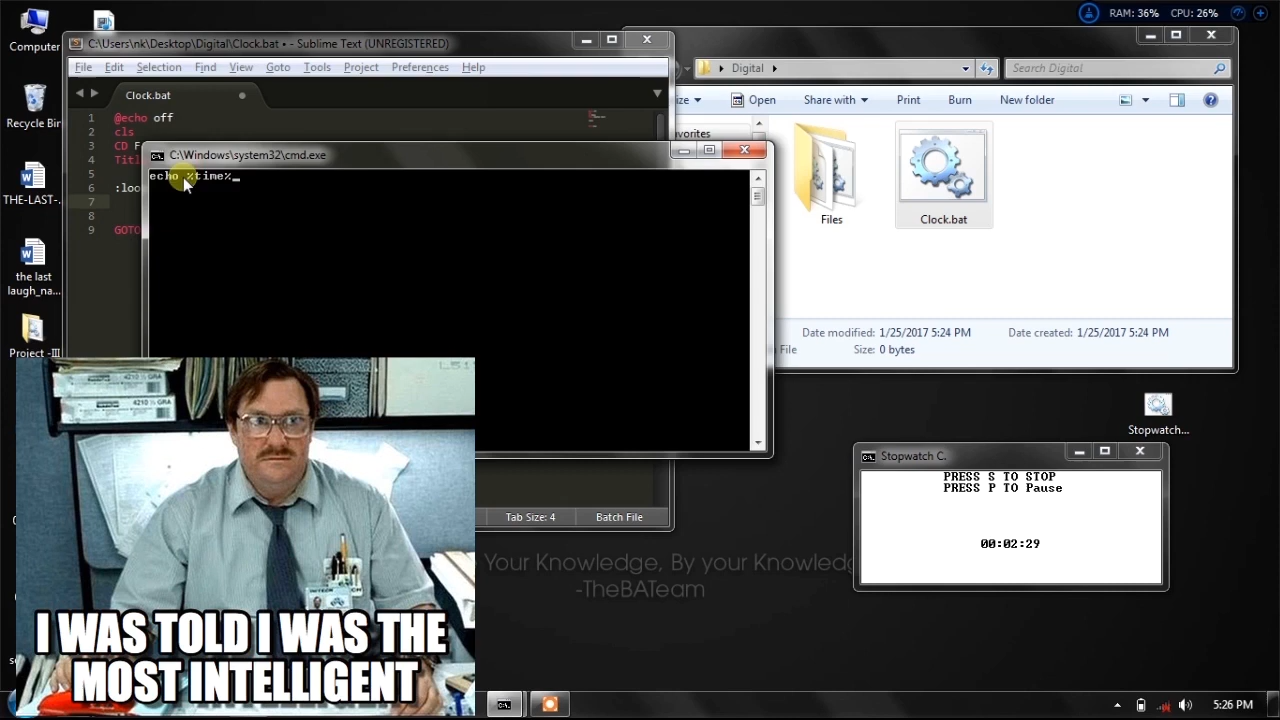 RAM: 36% CPU: 26%
Computer
Recycle Bin
THE-LAST-...
the last
laugh_na...
Project -III
C:\Users\nk\Desktop\Digital\Clock.bat • - Sublime Text (UNREGISTERED)
File Edit Selection Find View Goto Tools Project Preferences Help
Clock.bat
1 @echo off
2 cls
3 CD F
4 Titl
5
6 :loo
7
8
9 GOTO
Tab Size: 4 Batch File
C:\Windows\system32\cmd.exe
echo %time%_
Digital
Search Digital
Open Share with Print Burn New folder
Files
Clock.bat
Date modified: 1/25/2017 5:24 PM Date created: 1/25/2017 5:24 PM
File Size: 0 bytes
Stopwatch...
Stopwatch C.
PRESS S TO STOP
PRESS P TO Pause
00:02:29
Your Knowledge, By your Knowledg
-TheBATeam
INITECH
I WAS TOLD I WAS THE
MOST INTELLIGENT
5:26 PM